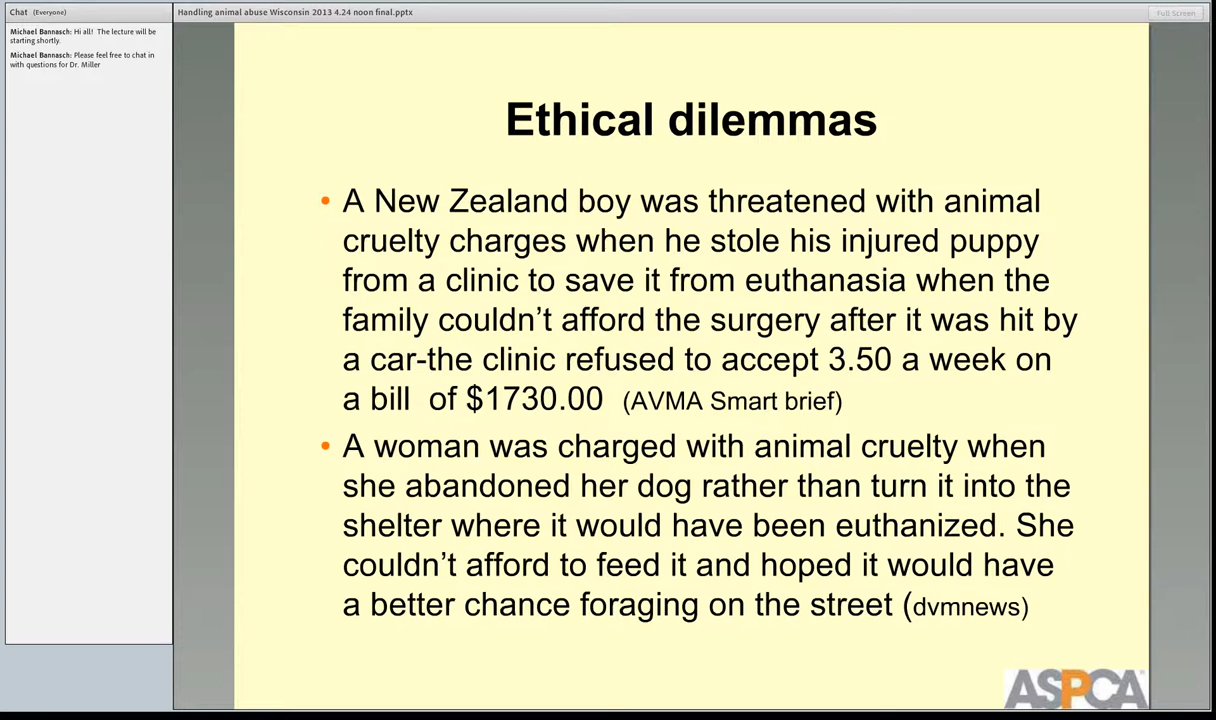 Chat (Everyone)
Michael Bannasch: Hi all! The lecture will be
starting shortly.
Michael Bannasch: Please feel free to chat in
with questions for Dr. Miller
Handling animal abuse Wisconsin 2013 4.24 noon final.pptx
Full Screen
Ethical dilemmas
• A New Zealand boy was threatened with animal
cruelty charges when he stole his injured puppy
from a clinic to save it from euthanasia when the
family couldn't afford the surgery after it was hit by
a car-the clinic refused to accept 3.50 a week on
a bill of $1730.00 (AVMA Smart brief)
• A woman was charged with animal cruelty when
she abandoned her dog rather than turn it into the
shelter where it would have been euthanized. She
couldn't afford to feed it and hoped it would have
a better chance foraging on the street (dvmnews)
ASPCA